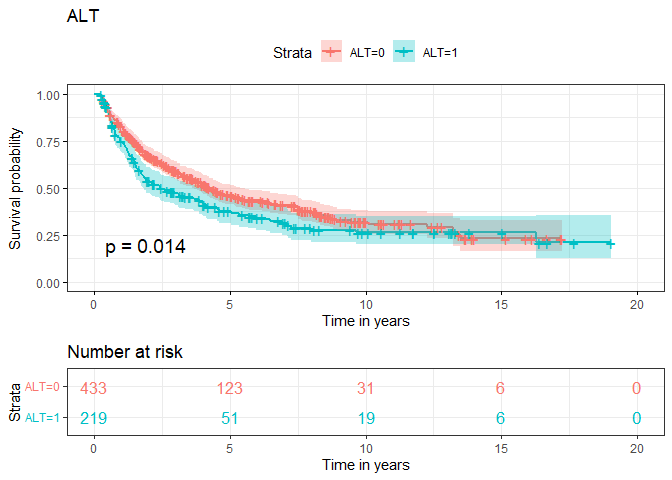 ALT
Strata ALT=0 ALT=1
Survival probability
1.00
0.75
0.50
0.25
0.00
p = 0.014
0 5 10 15 20
Time in years
Number at risk
Strata
ALT=0 433 123 31 6 0
ALT=1 219 51 19 6 0
0 5 10 15 20
Time in years